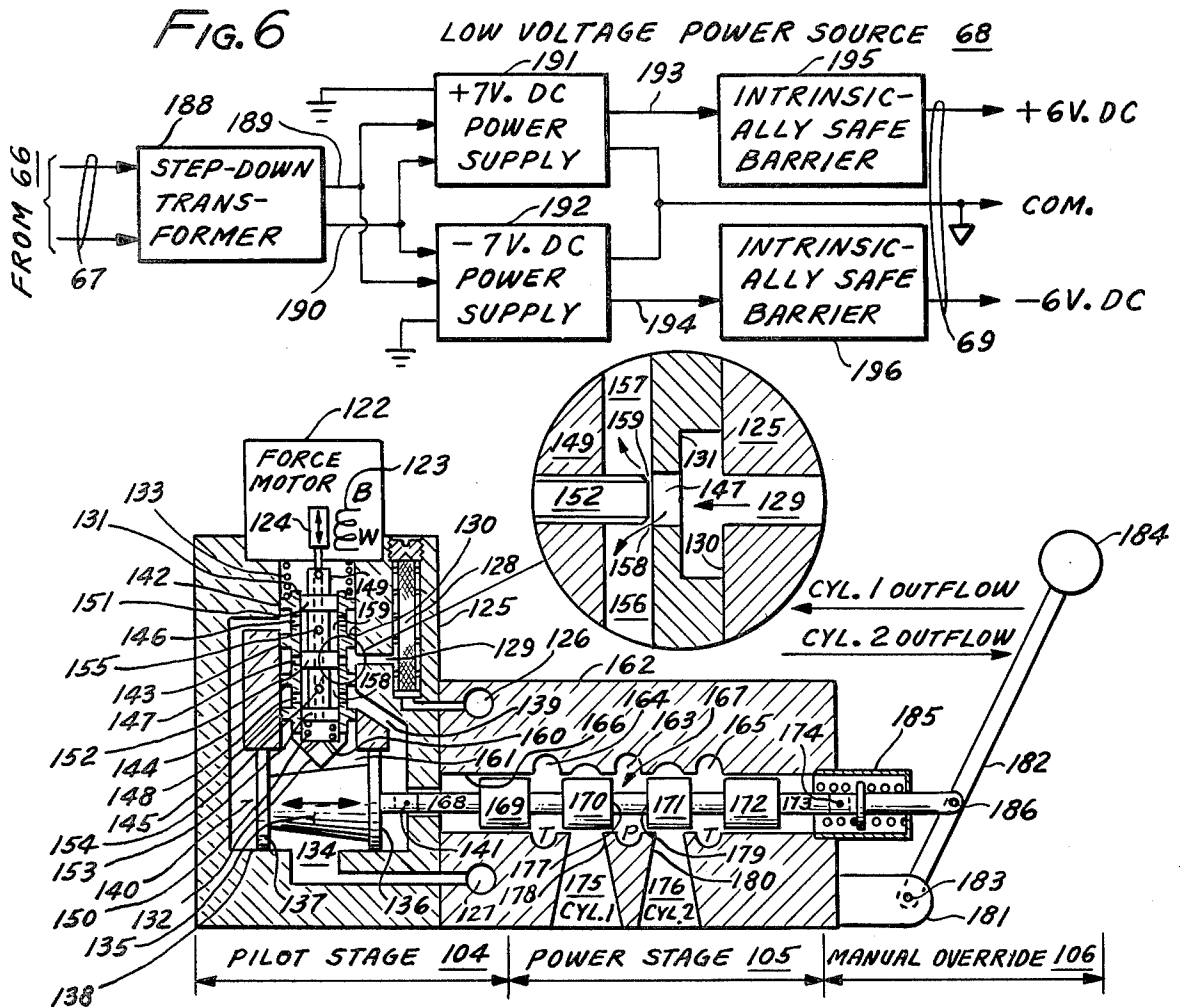 FIG. 6
LOW VOLTAGE POWER SOURCE 68
191
193
195
188
189
+7V. DC
POWER
SUPPLY
INTRINSIC-
ALLY SAFE
BARRIER
+6V. DC
FROM 66
STEP-DOWN
TRANS-
FORMER
192
COM.
67
190
-7V. DC
POWER
SUPPLY
194
INTRINSIC-
ALLY SAFE
BARRIER
-6V. DC
69
196
157
159
149
131
125
152
147
129
158
130
156
122
FORCE
MOTOR
123
133
124
B
W
130
131
142
149
128
151
159
125
146
129
126
155
143
158
147
139
152
160
144
161
148
145
154
153
140
150
132
135
138
137
134
136
141
127
162
164
167
166
163
165
174
185
168
169
170
171
172
173
T
P
T
177
178
179
180
175
CYL. 1
176
CYL. 2
184
CYL. 1 OUTFLOW
CYL. 2 OUTFLOW
182
186
183
181
PILOT STAGE 104
POWER STAGE 105
MANUAL OVERRIDE 106